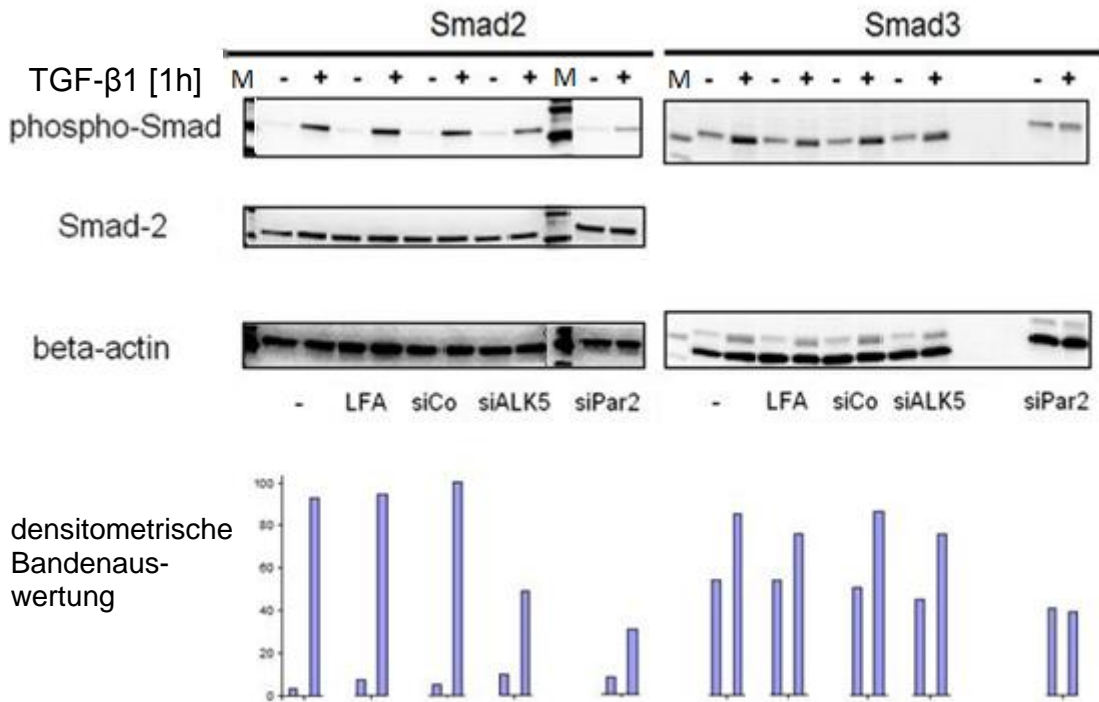 Smad2 Smad3
TGF-β1 [1h] M - + - + - + - + M - + M - + - + - + - + - +
phospho-Smad
Smad-2
beta-actin
- LFA siCo siALK5 siPar2 - LFA siCo siALK5 siPar2
densitometrische
Bandenaus-
wertung
100
80
60
40
20
0